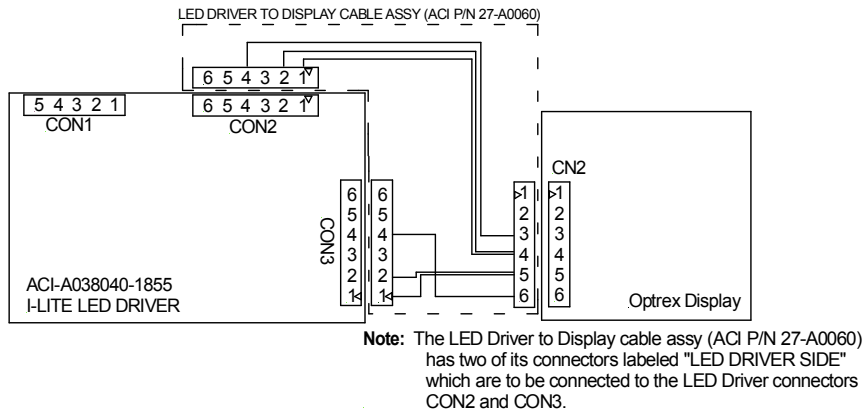 LED DRIVER TO DISPLAY CABLE ASSY (ACI P/N 27-A0060)
6 5 4 3 2 1
5 4 3 2 1
6 5 4 3 2 1
CON1
CON2
CN2
6
5
4
3
2
1
CON3
6
5
4
3
2
1
1
2
3
4
5
6
1
2
3
4
5
6
ACI-A038040-1855
I-LITE LED DRIVER
Optrex Display
Note: The LED Driver to Display cable assy (ACI P/N 27-A0060)
has two of its connectors labeled "LED DRIVER SIDE"
which are to be connected to the LED Driver connectors
CON2 and CON3.